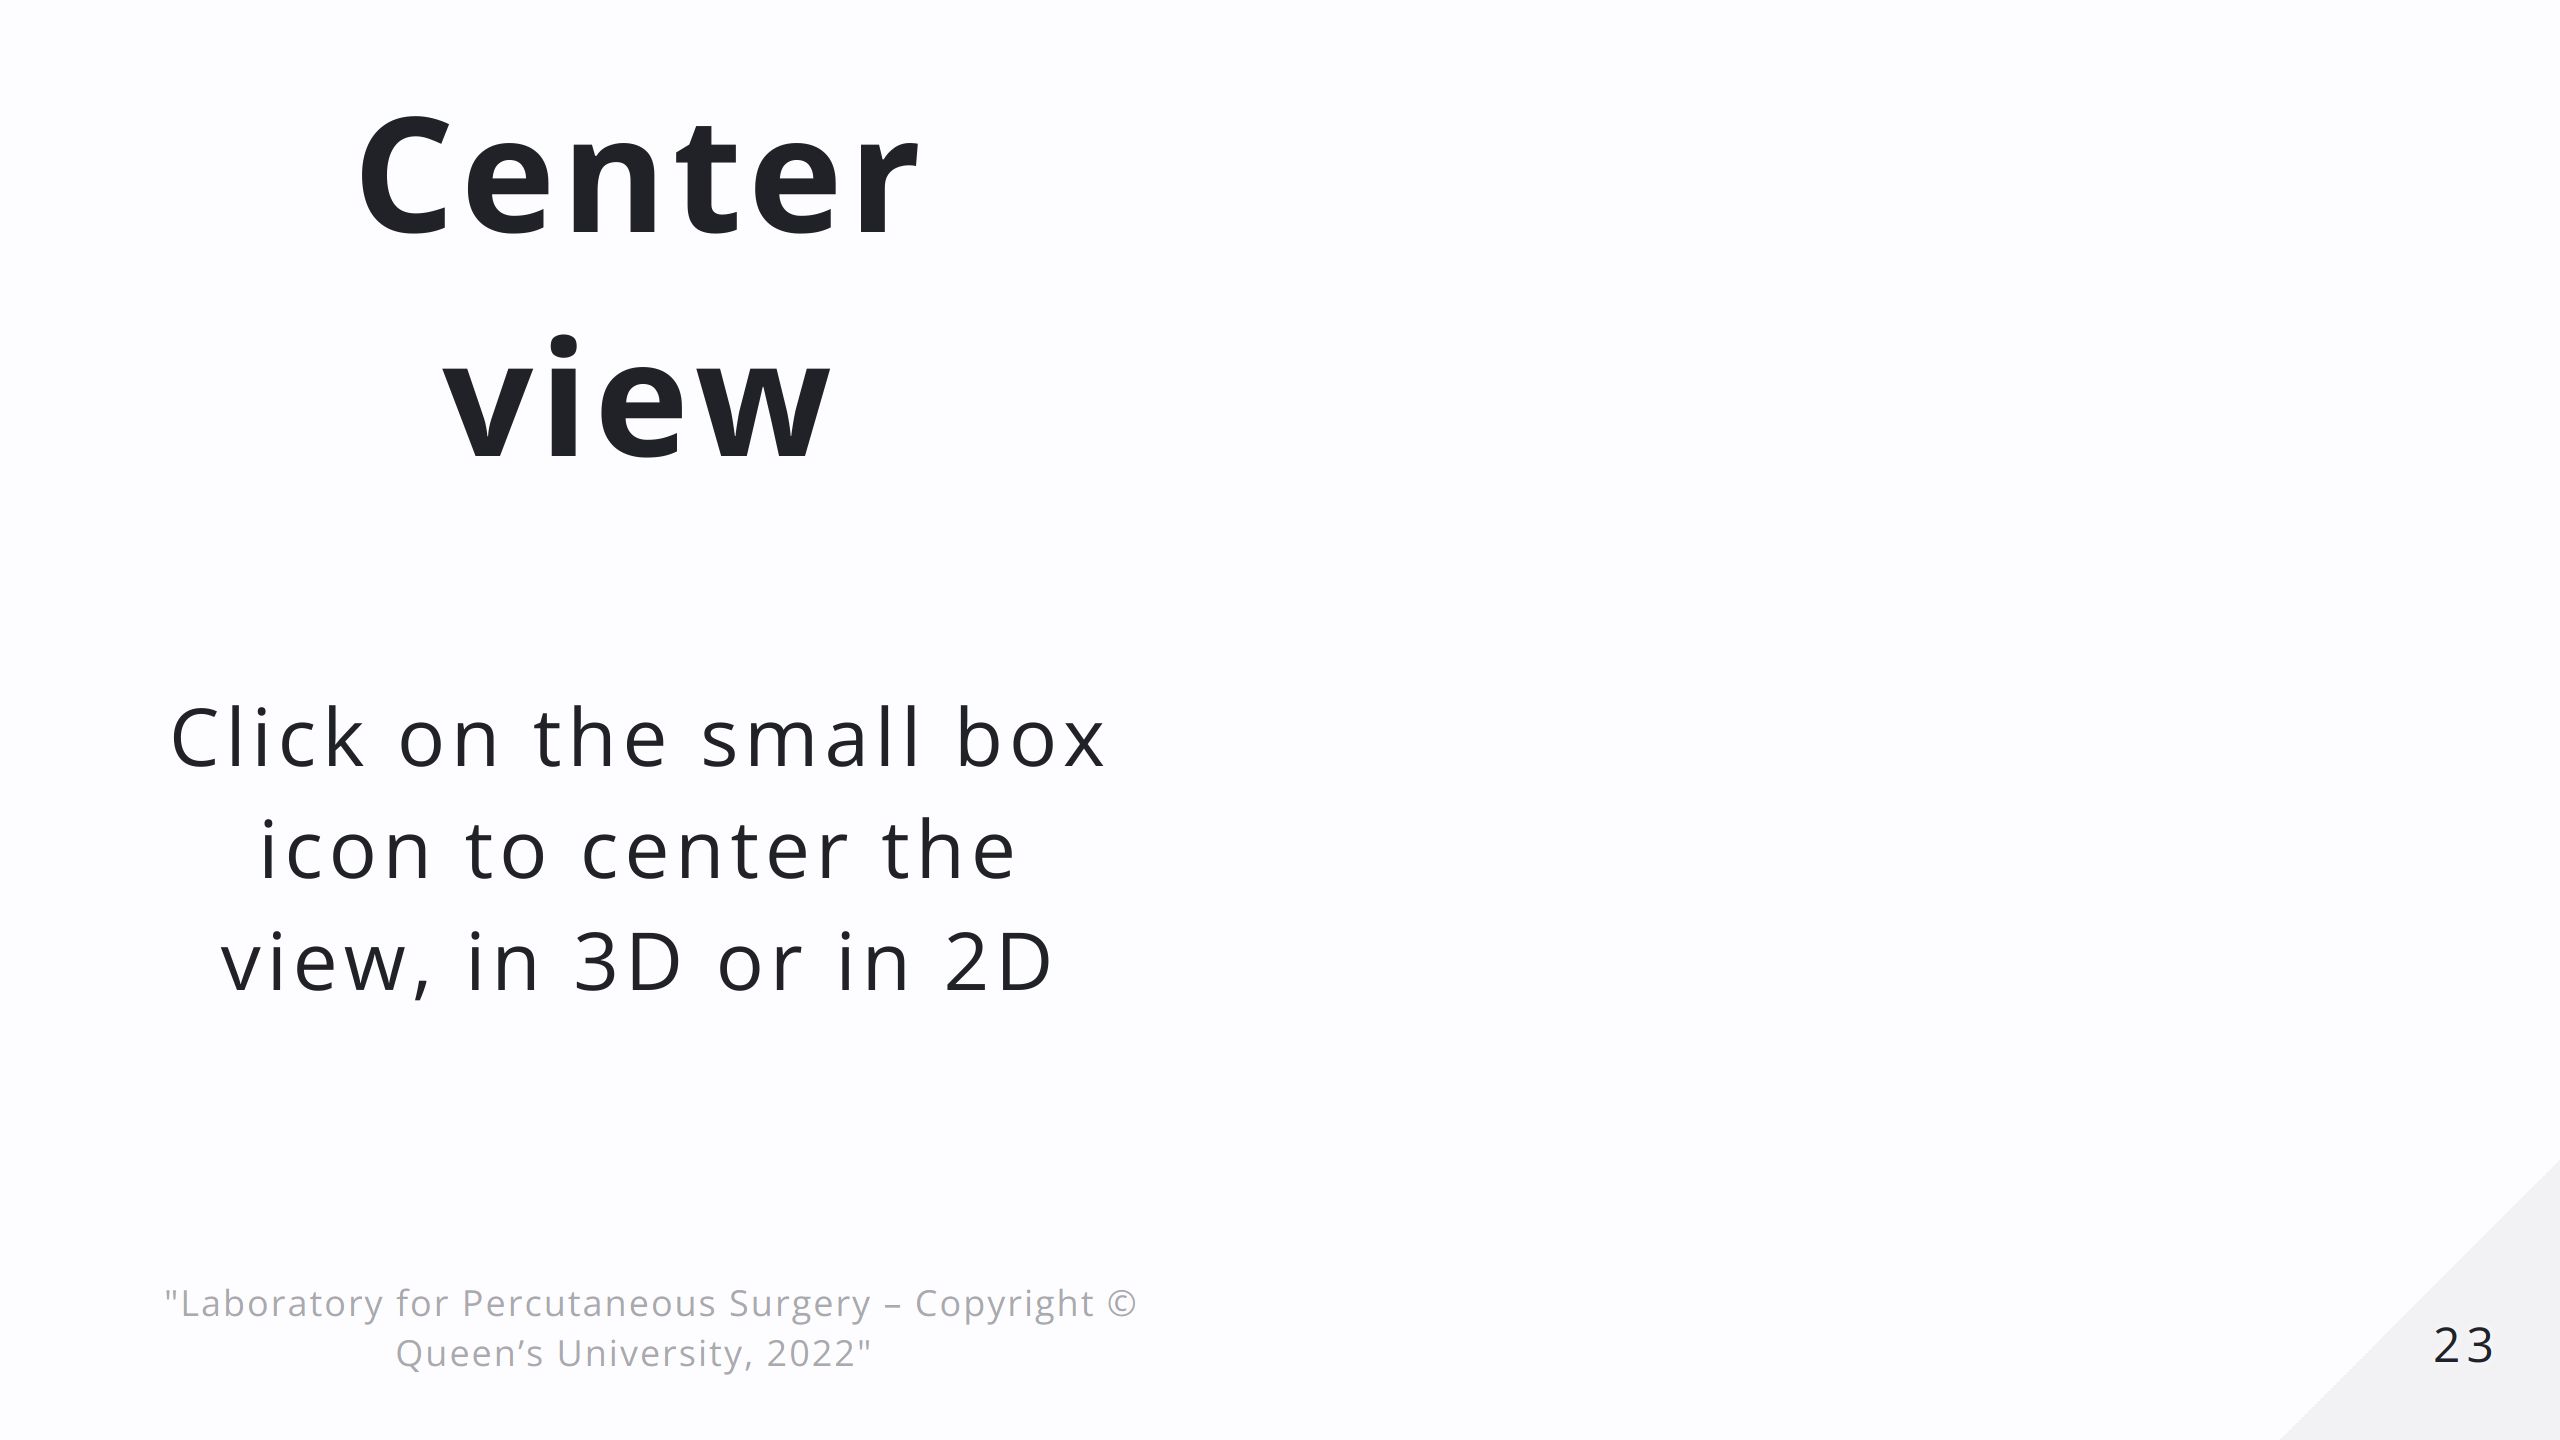 Center
view
Click on the small box
icon to center the
view, in 3D or in 2D
"Laboratory for Percutaneous Surgery – Copyright ©
Queen’s University, 2022"
23